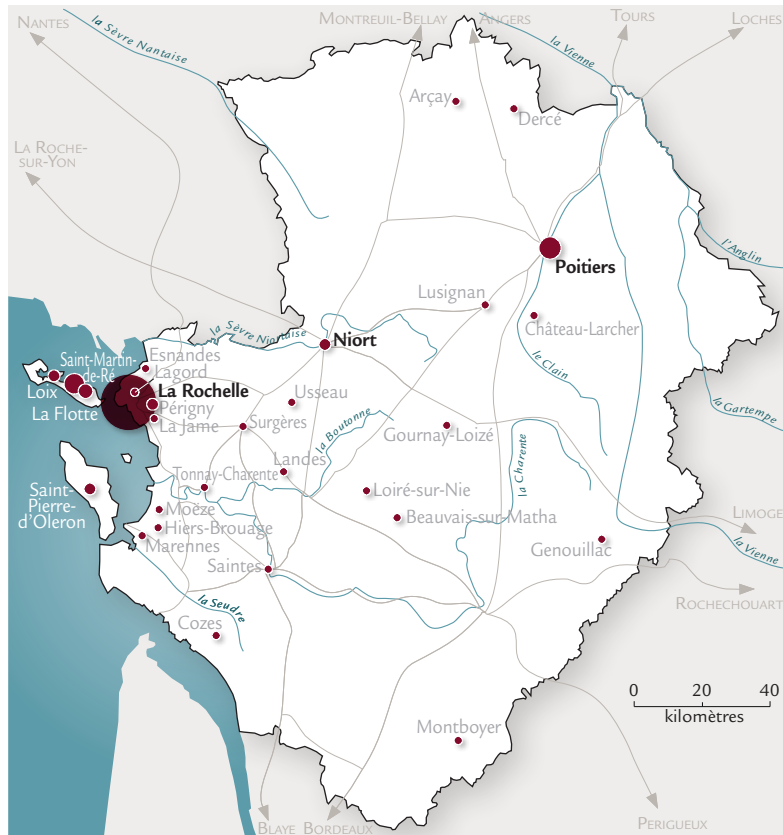 NANTES
la Sèvre Nantaise
MONTREUIL-BELLAY
ANGERS
la Vienne
TOURS
LOCHES
LA ROCHE-
SUR-YON
Arçay
Dercé
l'Anglin
Poitiers
Lusignan
Château-Larcher
la Sèvre Niortaise
Niort
le Clain
Esnandes
Lagord
Saint-Martin-
de-Ré
Loix
La Flotte
La Rochelle
Périgny
La Jarne
Usseau
Surgères
la Boutonne
Gournay-Loizé
la Gartempe
Landes
Tonnay-Charente
la Charente
Loiré-sur-Nie
Saint-
Pierre-
d'Oleron
Moëze
Hiers-Brouage
Marennes
Beauvais-sur-Matha
Genouillac
LIMOGE
la Vienne
Saintes
ROCHECHOUART
la Seudre
Cozes
0 20 40
kilomètres
Montboyer
BLAYE
BORDEAUX
PERIGUEUX